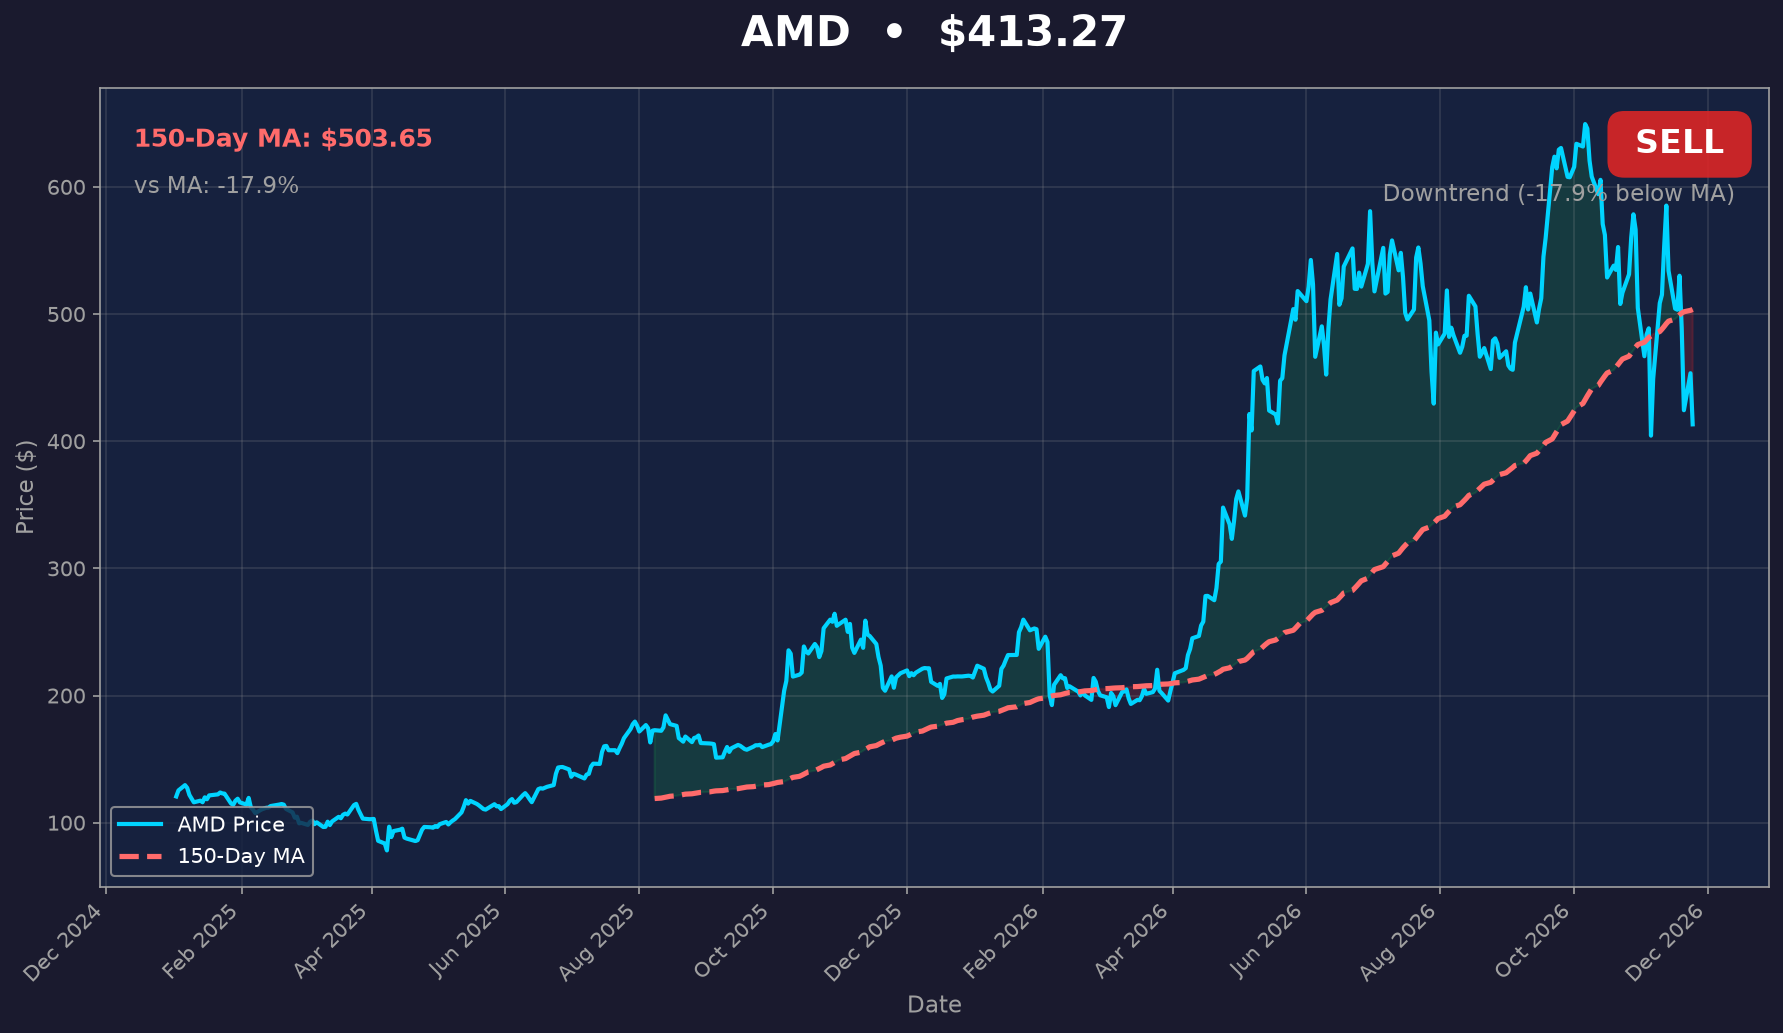 AMD • $413.27
150-Day MA: $503.65
vs MA: -17.9%
SELL
Downtrend (-17.9% below MA)
Price ($)
600
500
400
300
200
100
AMD Price
150-Day MA
Dec 2024
Feb 2025
Apr 2025
Jun 2025
Aug 2025
Oct 2025
Dec 2025
Feb 2026
Apr 2026
Jun 2026
Aug 2026
Oct 2026
Dec 2026
Date